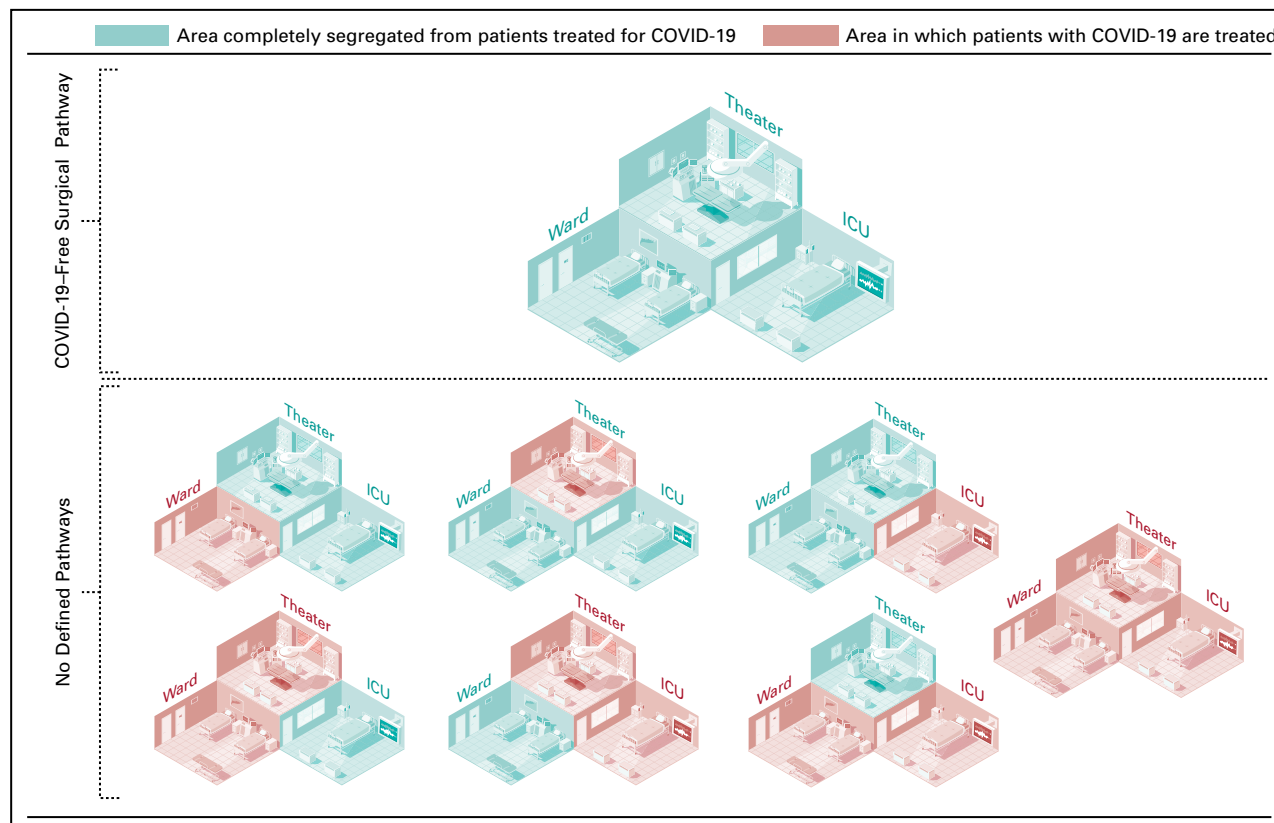 Area completely segregated from patients treated for COVID-19
Area in which patients with COVID-19 are treated
COVID-19–Free Surgical Pathway
Theater
Ward
ICU
No Defined Pathways
Theater
Ward
ICU
Theater
Ward
ICU
Theater
Ward
ICU
Theater
Ward
ICU
Theater
Ward
ICU
Theater
Ward
ICU
Theater
Ward
ICU